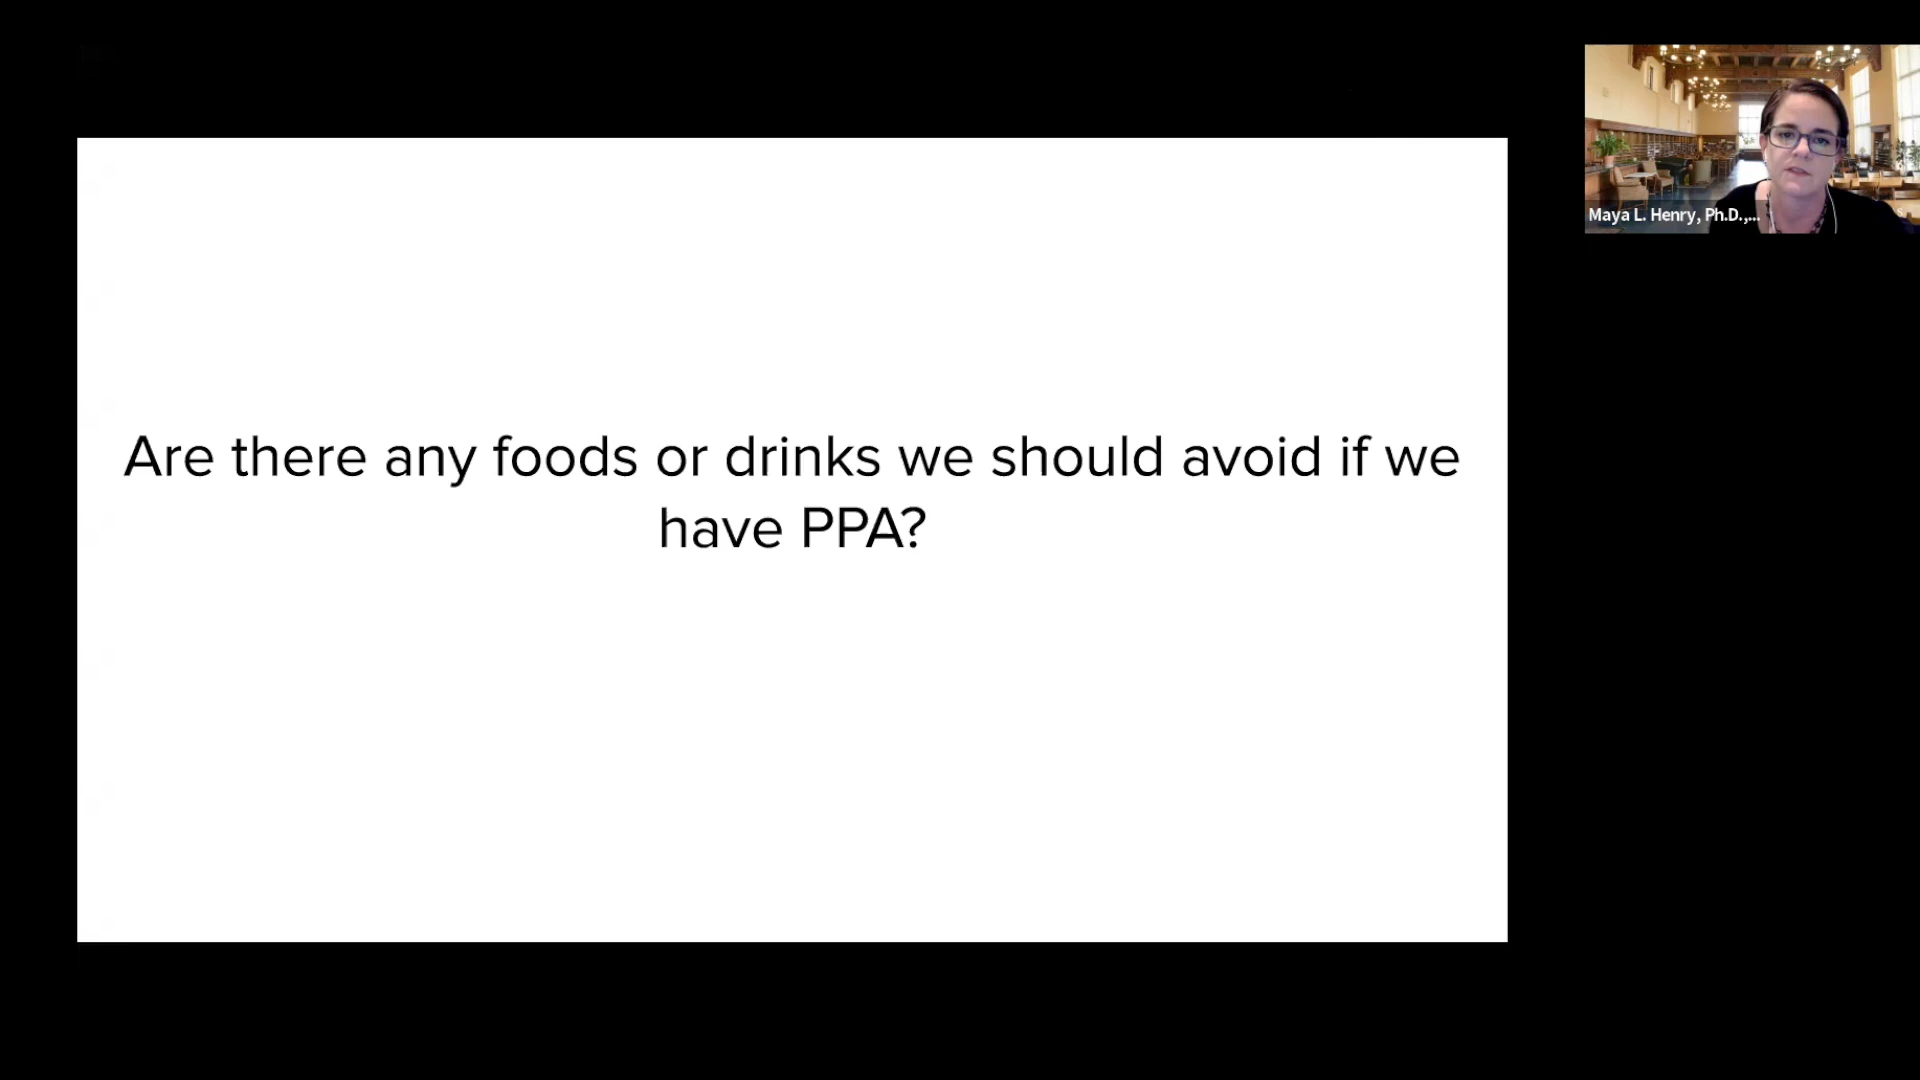 Are there any foods or drinks we should avoid if we
have PPA?
Maya L. Henry, Ph.D.,...